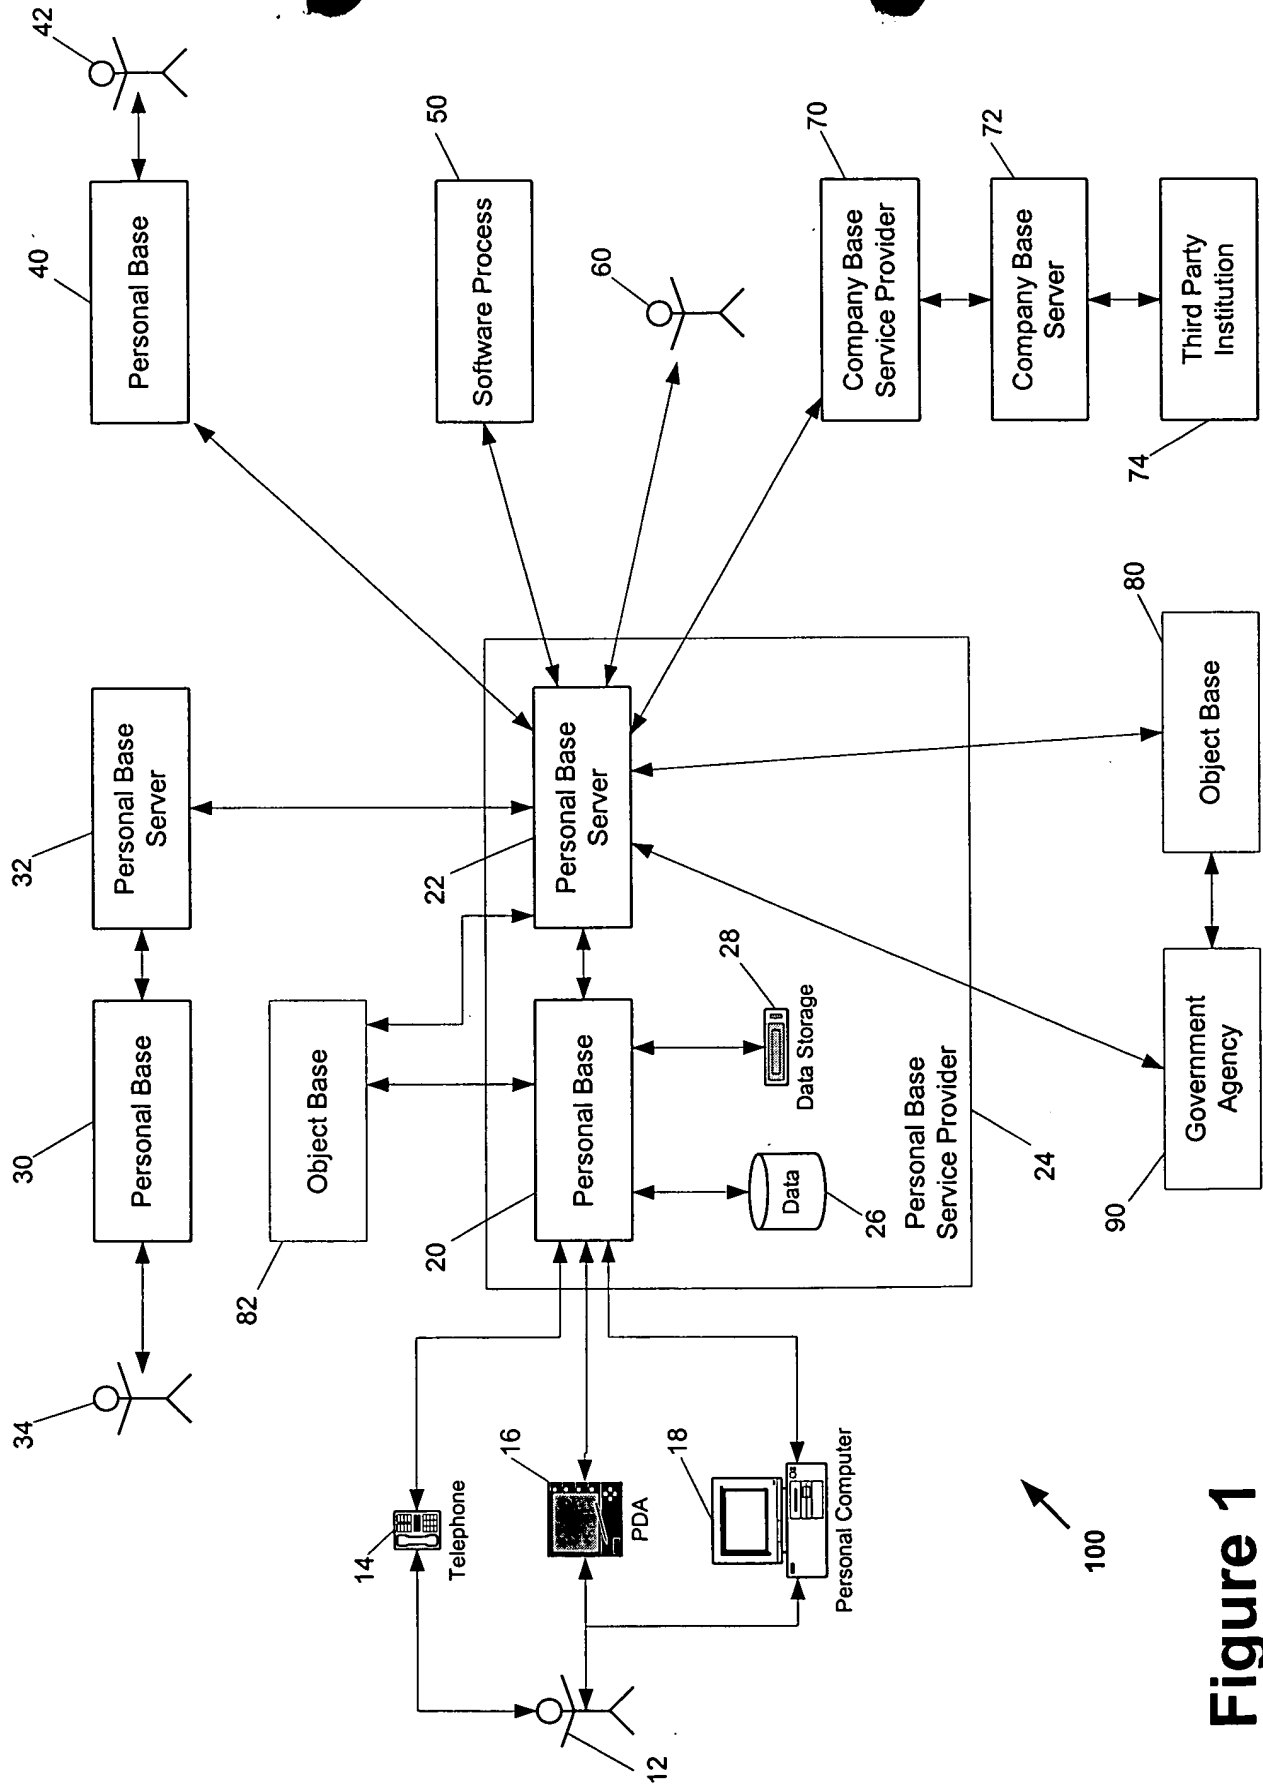 34
30
Personal Base
32
Personal Base
Server
40
Personal Base
42
82
Object Base
14
Telephone
12
16
PDA
18
Personal Computer
20
Personal Base
22
Personal Base
Server
26
Data
28
Data Storage
Personal Base
Service Provider
24
50
Software Process
60
70
Company Base
Service Provider
72
Company Base
Server
74
Third Party
Institution
80
Object Base
90
Government
Agency
100
Figure 1